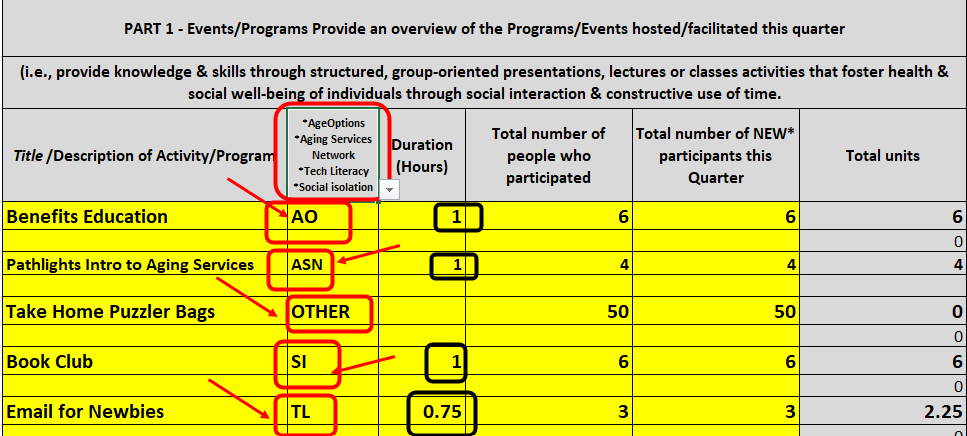 PART 1 - Events/Programs Provide an overview of the Programs/Events hosted/facilitated this quarter
(i.e., provide knowledge & skills through structured, group-oriented presentations, lectures or classes activities that foster health &
social well-being of individuals through social interaction & constructive use of time.
Title /Description of Activity/Program
*AgeOptions
*Aging Services
Network
*Tech Literacy
*Social isolation
Duration
(Hours)
Total number of
people who
participated
Total number of NEW*
participants this
Quarter
Total units
Benefits Education AO 1 6 6 6
0
Pathlights Intro to Aging Services ASN 1 4 4 4
Take Home Puzzler Bags OTHER 50 50 0
0
Book Club SI 1 6 6 6
0
Email for Newbies TL 0.75 3 3 2.25
0